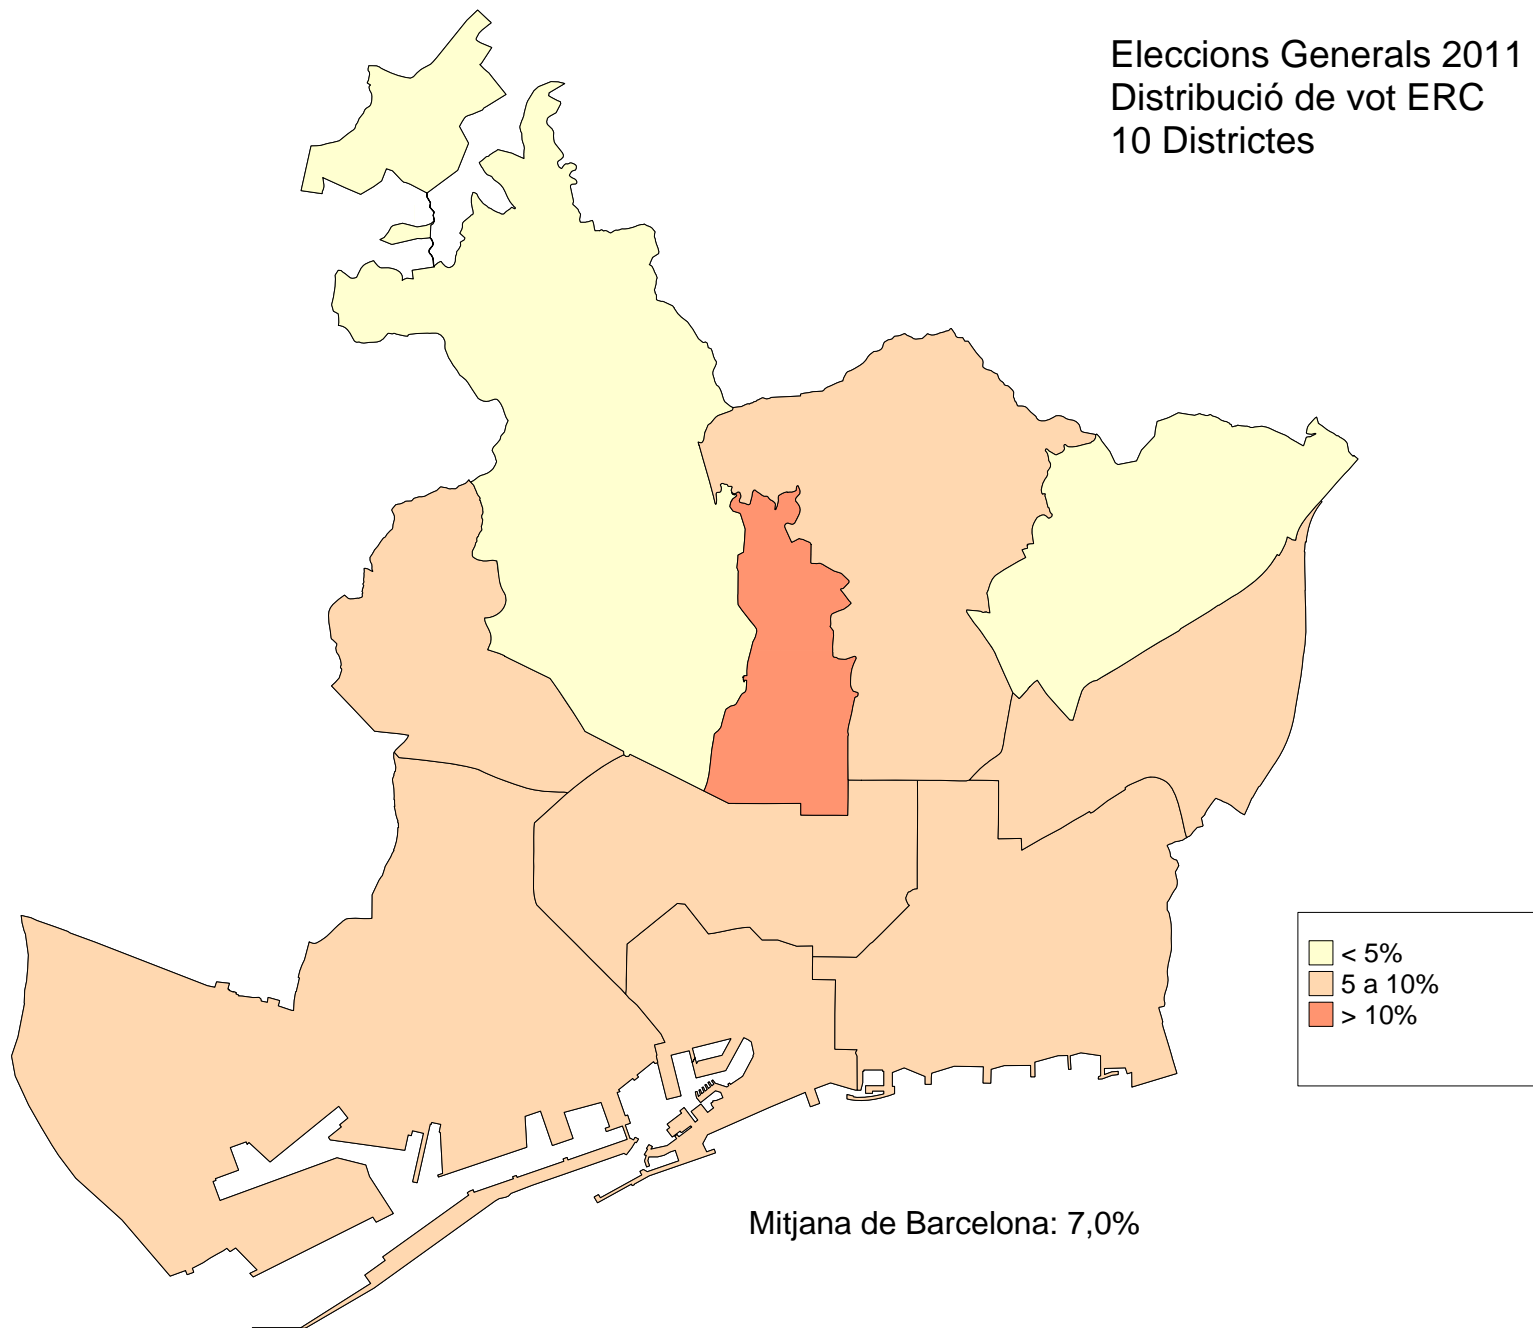 Eleccions Generals 2011
Distribució de vot ERC
10 Districtes
< 5%
5 a 10%
> 10%
Mitjana de Barcelona: 7,0%